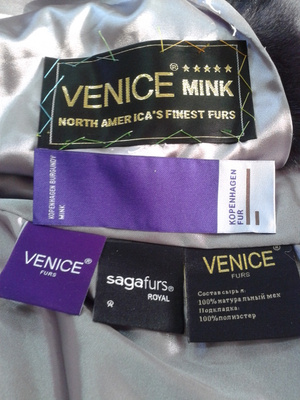 VENICE® ★★★★★ MINK
NORTH AMERICA'S FINEST FURS
KOPENHAGEN BURGUNDY
MINK
KOPENHAGEN
FUR
VENICE®
FURS
sagafurs®
ROYAL
VENICE®
FURS
Состав:сырье н.
100%натуральный мех
Подкладка.
100%полиэстер